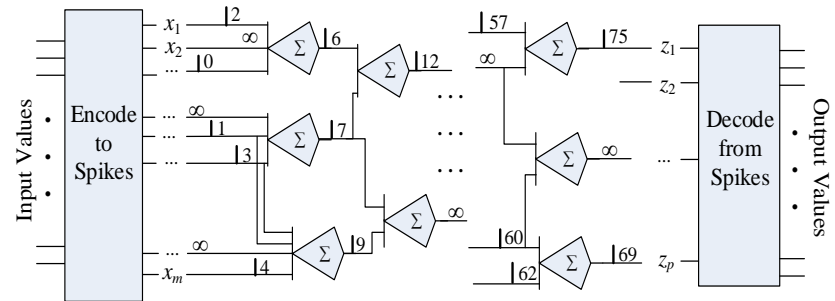 Input Values
Encode
to
Spikes
x₁ 2
x₂ ∞
... 0
Σ 6
... ∞
... 1
... 3
Σ 7
... ∞
xₘ 4
Σ 9
Σ 12
Σ ∞
...
...
...
57
∞
Σ 75
Σ ∞
60
62
Σ 69
z₁
z₂
...
zₚ
Decode
from
Spikes
Output Values